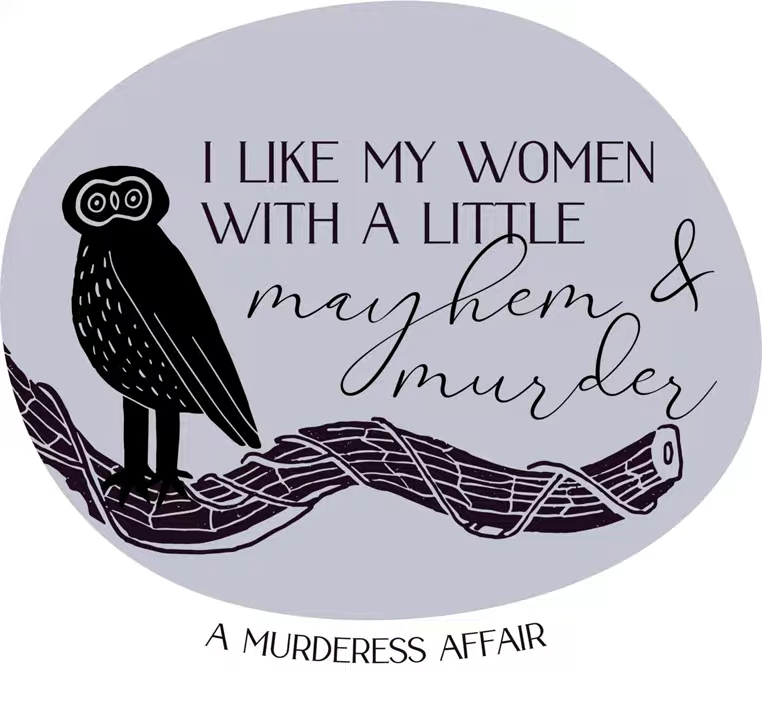 I LIKE MY WOMEN
WITH A LITTLE
mayhem &
murder
A MURDERESS AFFAIR